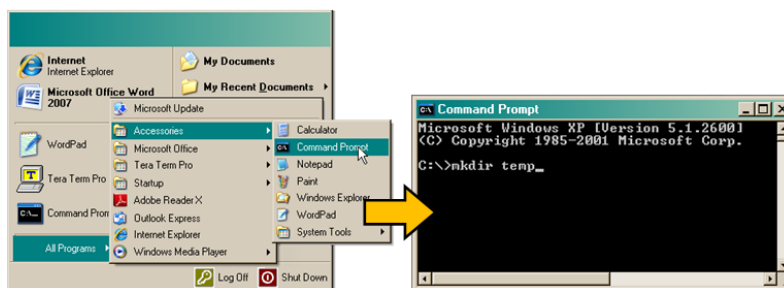 Internet
Internet Explorer
Microsoft Office Word
2007
WordPad
Tera Term Pro
Command Prom
All Programs
My Documents
My Recent Documents
Microsoft Update
Accessories
Microsoft Office
Tera Term Pro
Startup
Adobe Reader X
Outlook Express
Internet Explorer
Windows Media Player
Calculator
Command Prompt
Notepad
Paint
Windows Explorer
WordPad
System Tools
Log Off
Shut Down
Command Prompt
Microsoft Windows XP [Version 5.1.2600]
(C) Copyright 1985-2001 Microsoft Corp.
C:\>mkdir temp_